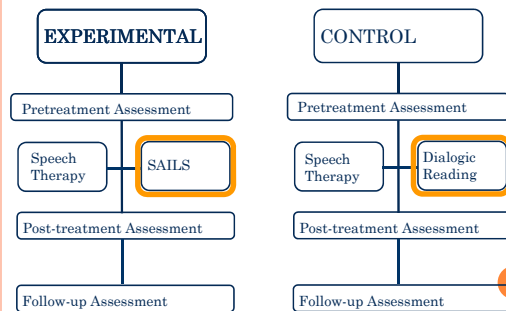 EXPERIMENTAL
Pretreatment Assessment
Speech
Therapy
SAILS
Post-treatment Assessment
Follow-up Assessment
CONTROL
Pretreatment Assessment
Speech
Therapy
Dialogic
Reading
Post-treatment Assessment
Follow-up Assessment